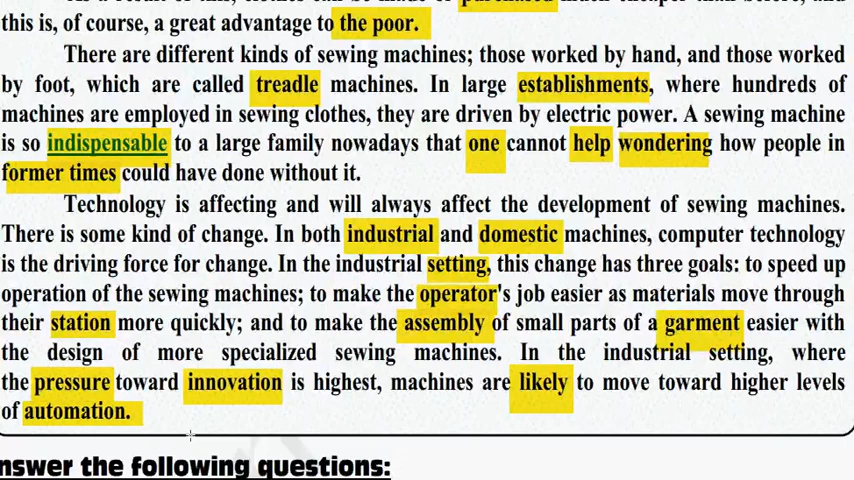 purchased much cheaper than before, and
this is, of course, a great advantage to the poor.
There are different kinds of sewing machines; those worked by hand, and those worked
by foot, which are called treadle machines. In large establishments, where hundreds of
machines are employed in sewing clothes, they are driven by electric power. A sewing machine
is so indispensable to a large family nowadays that one cannot help wondering how people in
former times could have done without it.
Technology is affecting and will always affect the development of sewing machines.
There is some kind of change. In both industrial and domestic machines, computer technology
is the driving force for change. In the industrial setting, this change has three goals: to speed up
operation of the sewing machines; to make the operator's job easier as materials move through
their station more quickly; and to make the assembly of small parts of a garment easier with
the design of more specialized sewing machines. In the industrial setting, where
the pressure toward innovation is highest, machines are likely to move toward higher levels
of automation.
nswer the following questions: